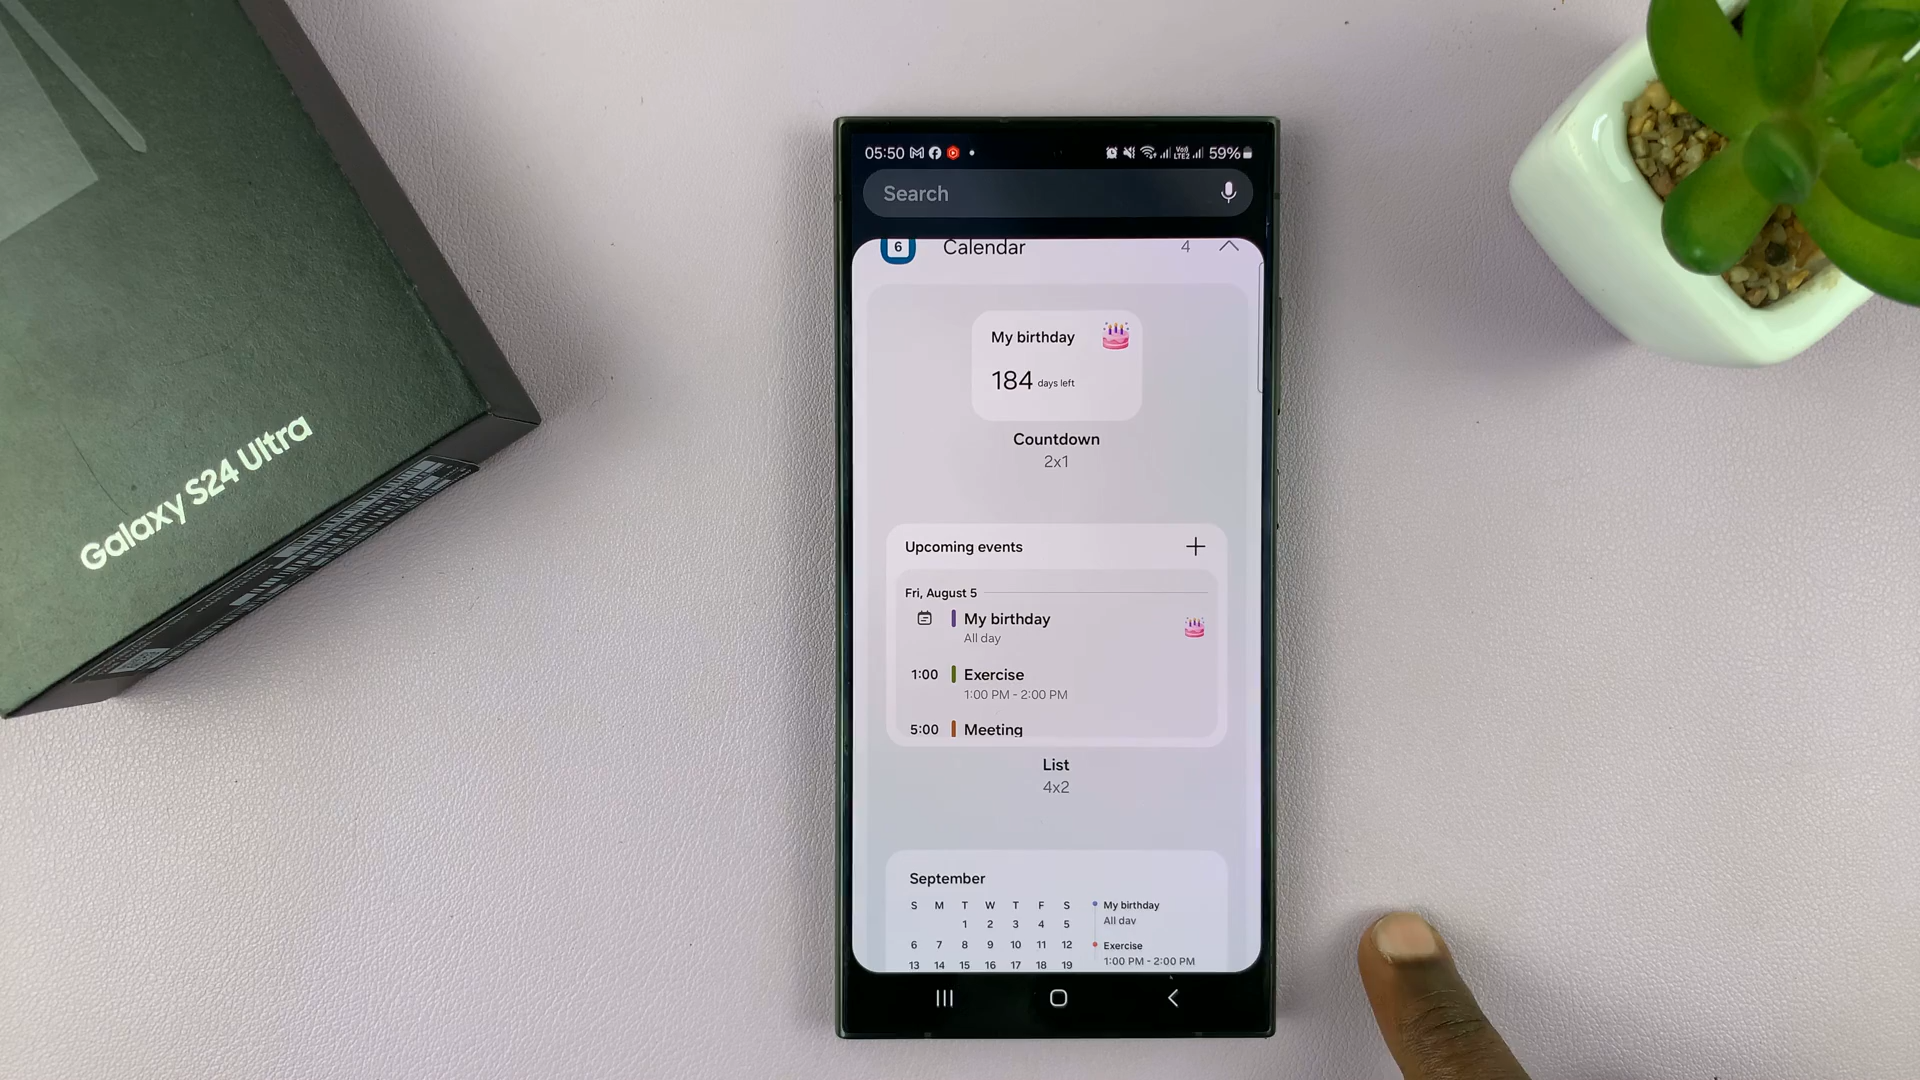 Galaxy S24 Ultra
05:50
VoI)
LTE2
59%
Search
6
Calendar
4
My birthday
184 days left
Countdown
2x1
Upcoming events
Fri, August 5
My birthday
All day
1:00 Exercise
1:00 PM - 2:00 PM
5:00 Meeting
List
4x2
September
S M T W T F S
1 2 3 4 5
6 7 8 9 10 11 12
13 14 15 16 17 18 19
My birthday
All day
Exercise
1:00 PM - 2:00 PM